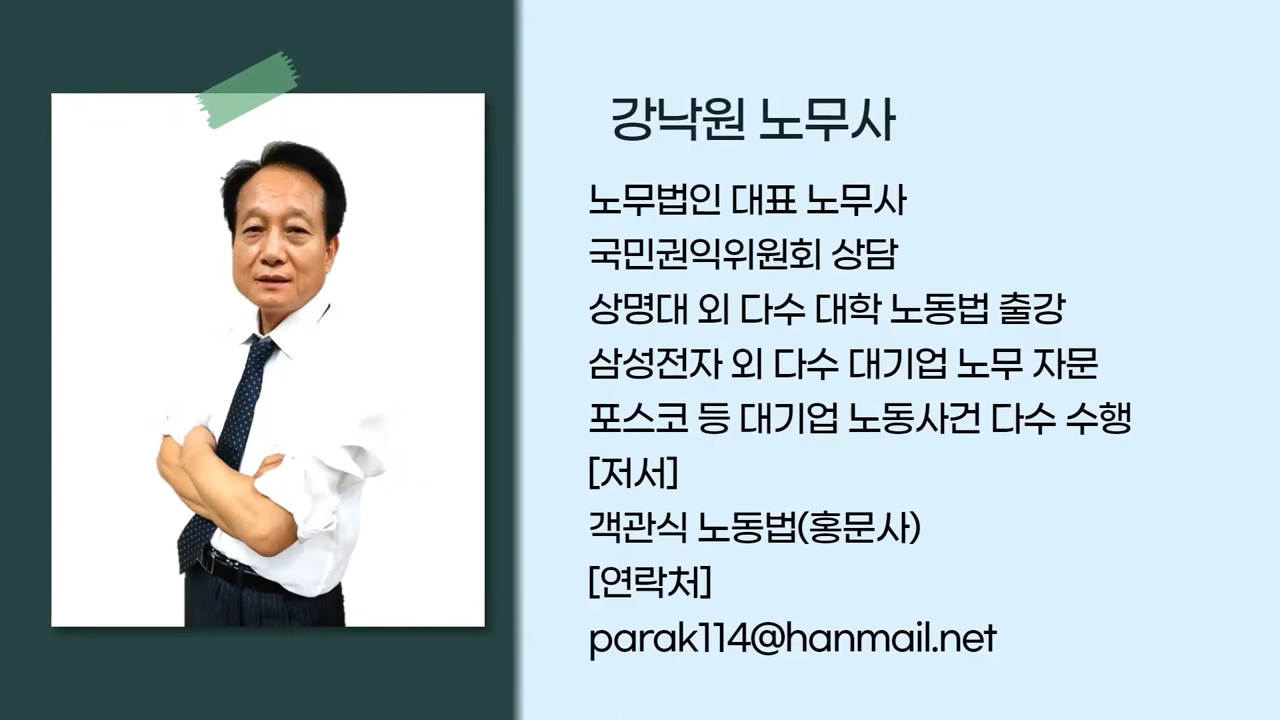 강낙원 노무사
노무법인 대표 노무사
국민권익위원회 상담
상명대 외 다수 대학 노동법 출강
삼성전자 외 다수 대기업 노무 자문
포스코 등 대기업 노동사건 다수 수행
[저서]
객관식 노동법(홍문사)
[연락처]
parak114@hanmail.net